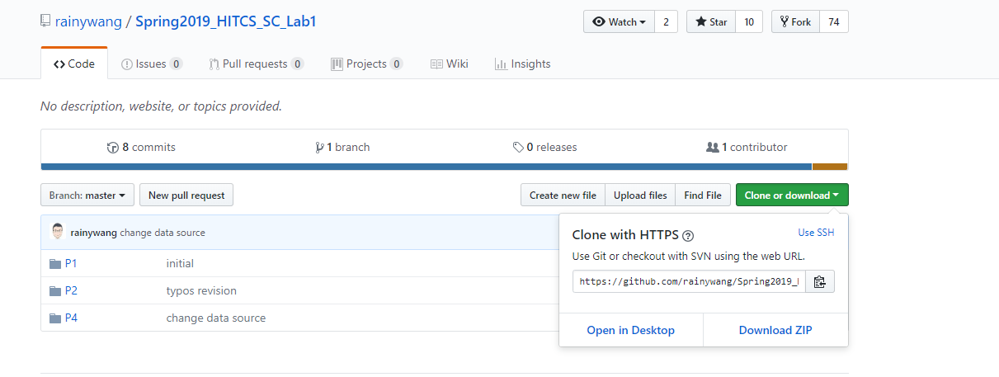 rainywang / Spring2019_HITCS_SC_Lab1
Watch 2 Star 10 Fork 74
Code Issues 0 Pull requests 0 Projects 0 Wiki Insights
No description, website, or topics provided.
8 commits 1 branch 0 releases 1 contributor
Branch: master New pull request Create new file Upload files Find File Clone or download
rainywang change data source
P1 initial
P2 typos revision
P4 change data source
Clone with HTTPS ? Use SSH
Use Git or checkout with SVN using the web URL.
https://github.com/rainywang/Spring2019_
Open in Desktop Download ZIP